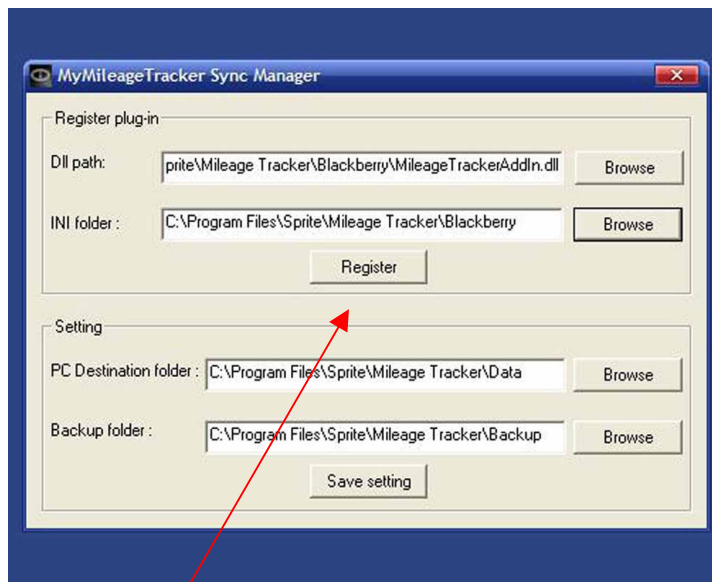 MyMileageTracker Sync Manager
Register plug-in
Dll path: prite\Mileage Tracker\Blackberry\MileageTrackerAddIn.dll Browse
INI folder : C:\Program Files\Sprite\Mileage Tracker\Blackberry Browse
Register
Setting
PC Destination folder : C:\Program Files\Sprite\Mileage Tracker\Data Browse
Backup folder : C:\Program Files\Sprite\Mileage Tracker\Backup Browse
Save setting